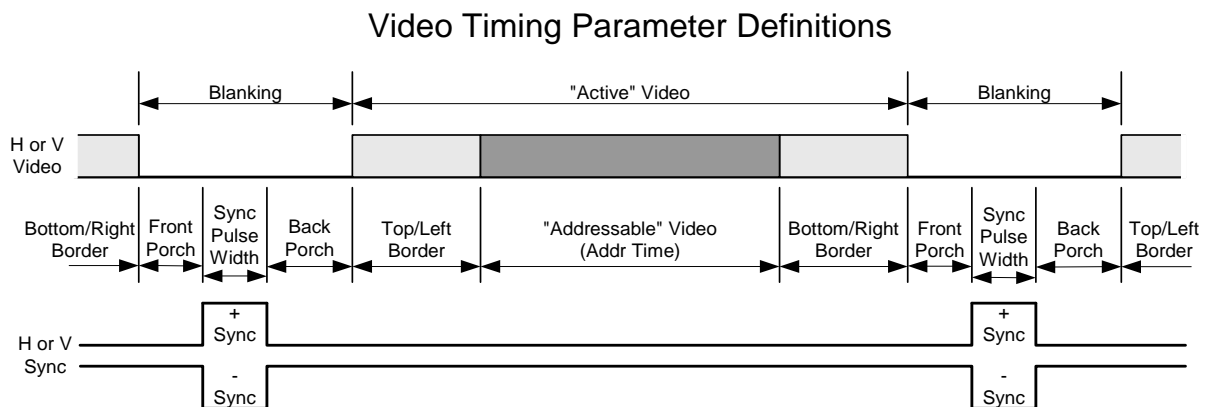 Video Timing Parameter Definitions
Blanking
"Active" Video
Blanking
H or V
Video
Bottom/Right
Border
Front
Porch
Sync
Pulse
Width
Back
Porch
Top/Left
Border
"Addressable" Video
(Addr Time)
Bottom/Right
Border
Front
Porch
Sync
Pulse
Width
Back
Porch
Top/Left
Border
H or V
Sync
+
Sync
-
Sync
+
Sync
-
Sync